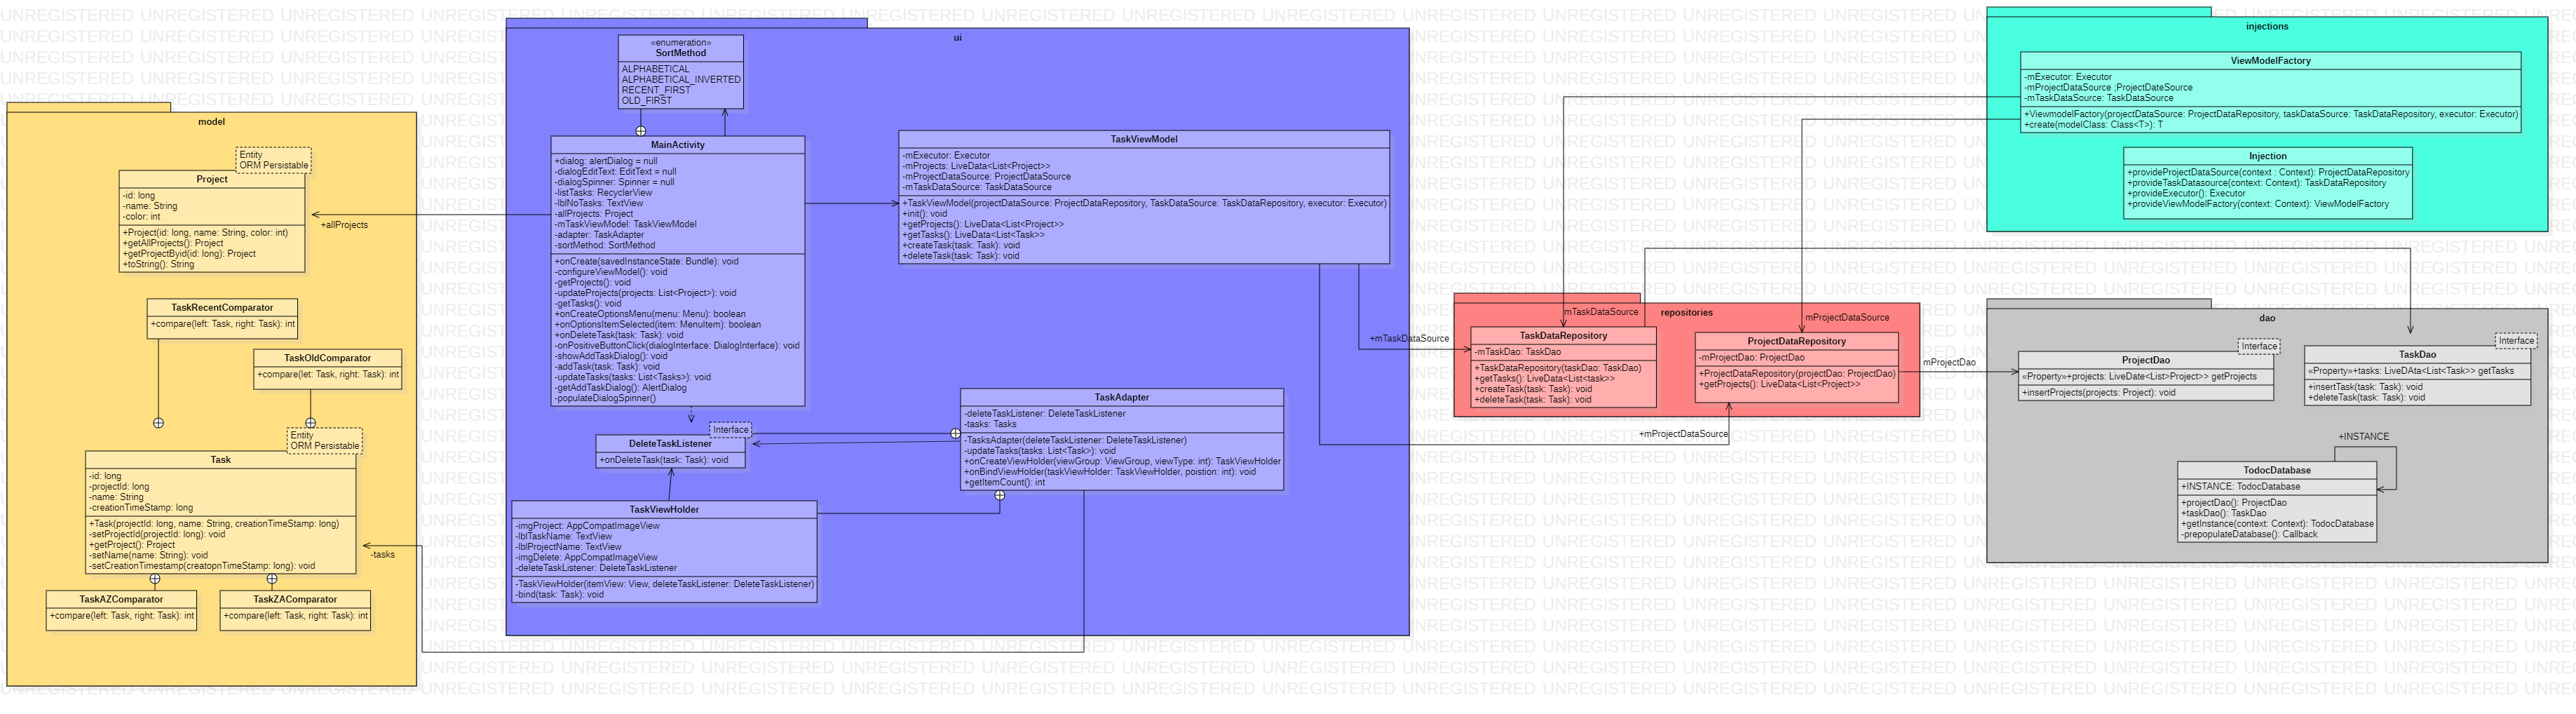 model
Entity
ORM Persistable
Project
-id: long
-name: String
-color: int
+Project(id: long, name: String, color: int)
+getAllProjects(): Project
+getProjectByid(id: long): Project
+toString(): String
+allProjects
TaskRecentComparator
+compare(left: Task, right: Task): int
TaskOldComparator
+compare(let: Task, right: Task): int
Entity
ORM Persistable
Task
-id: long
-projectId: long
-name: String
-creationTimeStamp: long
+Task(projectId: long, name: String, creationTimeStamp: long)
-setProjectId(projectId: long): void
+getProject(): Project
-setName(name: String): void
-setCreationTimestamp(creatopnTimeStamp: long): void
-tasks
TaskAZComparator
+compare(left: Task, right: Task): int
TaskZAComparator
+compare(left: Task, right: Task): int
ui
«enumeration»
SortMethod
ALPHABETICAL
ALPHABETICAL_INVERTED
RECENT_FIRST
OLD_FIRST
MainActivity
+dialog: alertDialog = null
-dialogEditText: EditText = null
-dialogSpinner: Spinner = null
-listTasks: RecyclerView
-lblNoTasks: TextView
-allProjects: Project
-mTaskViewModel: TaskViewModel
-adapter: TaskAdapter
-sortMethod: SortMethod
+onCreate(savedInstanceState: Bundle): void
-configureViewModel(): void
-getProjects(): void
-updateProjects(projects: List<Project>): void
-getTasks(): void
+onCreateOptionsMenu(menu: Menu): boolean
+onOptionsItemSelected(item: MenuItem): boolean
+onDeleteTask(task: Task): void
-onPositiveButtonClick(dialogInterface: DialogInterface): void
-showAddTaskDialog(): void
-addTask(task: Task): void
-updateTasks(tasks: List<Tasks>): void
-getAddTaskDialog(): AlertDialog
-populateDialogSpinner()
TaskViewModel
-mExecutor: Executor
-mProjects: LiveData<List<Project>>
-mProjectDataSource: ProjectDataSource
-mTaskDataSource: TaskDataSource
+TaskViewModel(projectDataSource: ProjectDataRepository, TaskDataSource: TaskDataRepository, executor: Executor)
+init(): void
+getProjects(): LiveData<List<Project>>
+getTasks(): LiveData<List<Task>>
+createTask(task: Task): void
+deleteTask(task: Task): void
Interface
DeleteTaskListener
+onDeleteTask(task: Task): void
TaskAdapter
-deleteTaskListener: DeleteTaskListener
-tasks: Tasks
-TasksAdapter(deleteTaskListener: DeleteTaskListener)
-updateTasks(tasks: List<Task>): void
+onCreateViewHolder(viewGroup: ViewGroup, viewType: int): TaskViewHolder
+onBindViewHolder(taskViewHolder: TaskViewHolder, poistion: int): void
+getItemCount(): int
TaskViewHolder
-imgProject: AppCompatImageView
-lblTaskName: TextView
-lblProjectName: TextView
-imgDelete: AppCompatImageView
-deleteTaskListener: DeleteTaskListener
-TaskViewHolder(itemView: View, deleteTaskListener: DeleteTaskListener)
-bind(task: Task): void
+mTaskDataSource
+mProjectDataSource
repositories
mTaskDataSource
mProjectDataSource
TaskDataRepository
-mTaskDao: TaskDao
+TaskDataRepository(taskDao: TaskDao)
+getTasks(): LiveData<List<task>>
+createTask(task: Task): void
+deleteTask(task: Task): void
ProjectDataRepository
-mProjectDao: ProjectDao
+ProjectDataRepository(projectDao: ProjectDao)
+getProjects(): LiveData<List<Project>>
mProjectDao
injections
ViewModelFactory
-mExecutor: Executor
-mProjectDataSource ,ProjectDateSource
-mTaskDataSource: TaskDataSource
+ViewmodelFactory(projectDataSource: ProjectDataRepository, taskDataSource: TaskDataRepository, executor: Executor)
+create(modelClass: Class<T>): T
Injection
+provideProjectDataSource(context : Context): ProjectDataRepository
+provideTaskDatasource(context: Context): TaskDataRepository
+provideExecutor(): Executor
+provideViewModelFactory(context: Context): ViewModelFactory
dao
Interface
ProjectDao
«Property»+projects: LiveDate<List>Project>> getProjects
+insertProjects(projects: Project): void
Interface
TaskDao
«Property»+tasks: LiveDAta<List<Task>> getTasks
+insertTask(task: Task): void
+deleteTask(task: Task): void
+INSTANCE
TodocDatabase
+INSTANCE: TodocDatabase
+projectDao(): ProjectDao
+taskDao(): TaskDao
+getInstance(context: Context): TodocDatabase
-prepopulateDatabase(): Callback